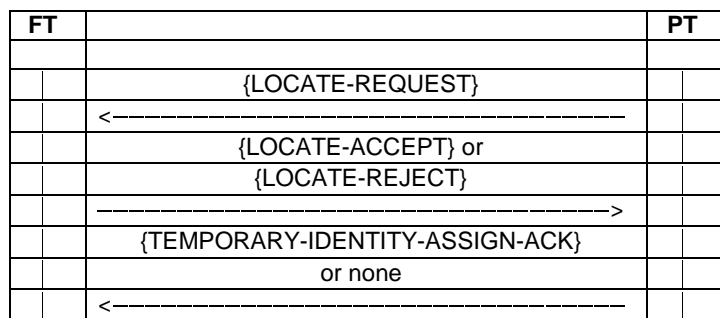 FT PT
{LOCATE-REQUEST}
{LOCATE-ACCEPT} or
{LOCATE-REJECT}
{TEMPORARY-IDENTITY-ASSIGN-ACK}
or none